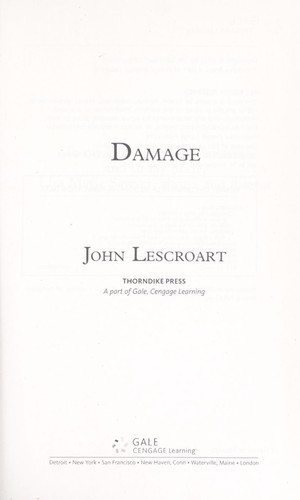 DAMAGE
JOHN LESCROART
THORNDIKE PRESS
A part of Gale, Cengage Learning
GALE
CENGAGE Learning
Detroit • New York • San Francisco • New Haven, Conn • Waterville, Maine • London